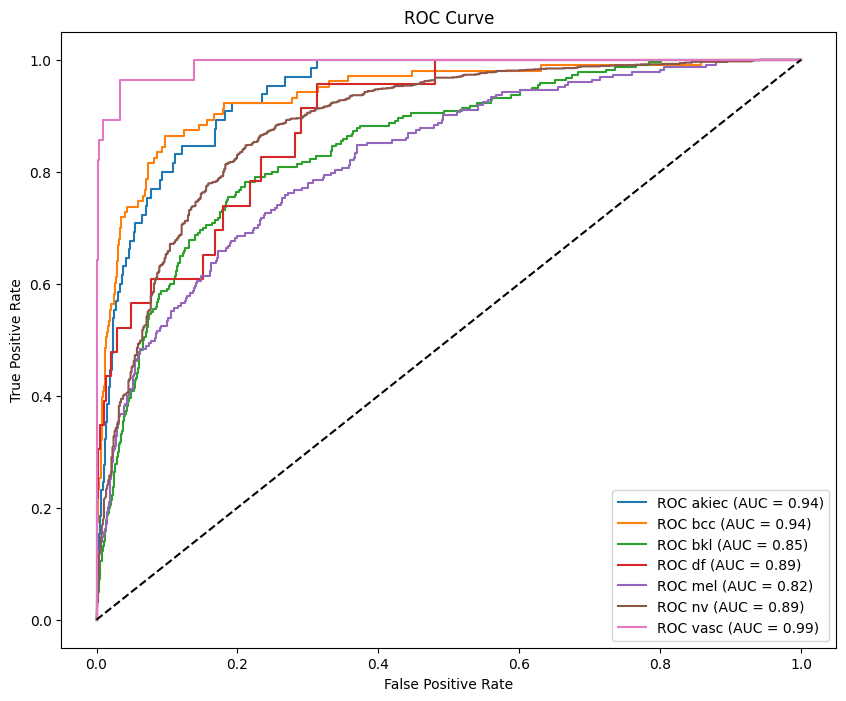 ROC Curve
1.0
0.8
0.6
0.4
0.2
0.0
True Positive Rate
0.0 0.2 0.4 0.6 0.8 1.0
False Positive Rate
ROC akiec (AUC = 0.94)
ROC bcc (AUC = 0.94)
ROC bkl (AUC = 0.85)
ROC df (AUC = 0.89)
ROC mel (AUC = 0.82)
ROC nv (AUC = 0.89)
ROC vasc (AUC = 0.99)